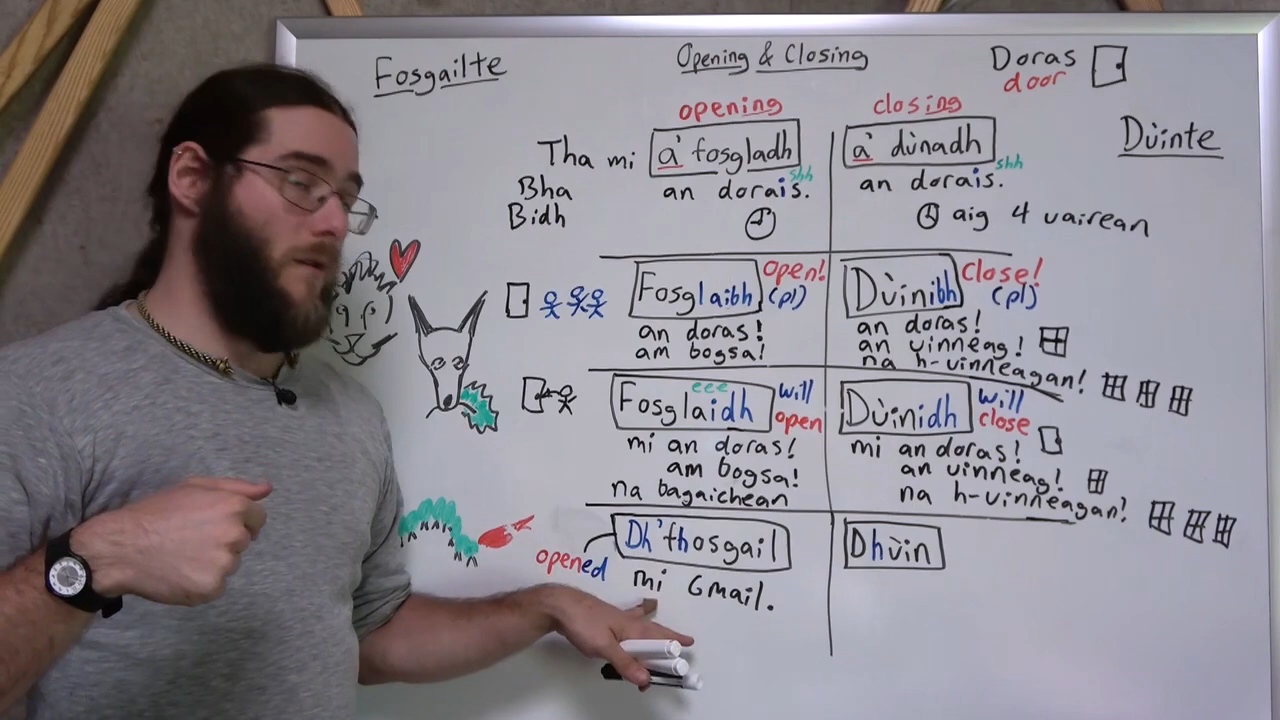 Fosgailte
Opening & Closing
Doras
door
opening
closing
Tha mi a' fosgladh
a' dùnadh
Dùinte
Bha
an dorais.
shh
an dorais.
shh
Bidh
aig 4 uairean
Fosglaibh open!
(pl)
an doras!
am bogsa!
Dùinibh close!
(pl)
an doras!
an uinneag!
na h-uinneagan!
eee
Fosglaidh will
open
mi an doras!
am bogsa!
na bagaichean
Dùinidh will
close
mi an doras!
an uinneag!
na h-uinneagan!
opened
Dh'fhosgail
mi Gmail.
Dhùin